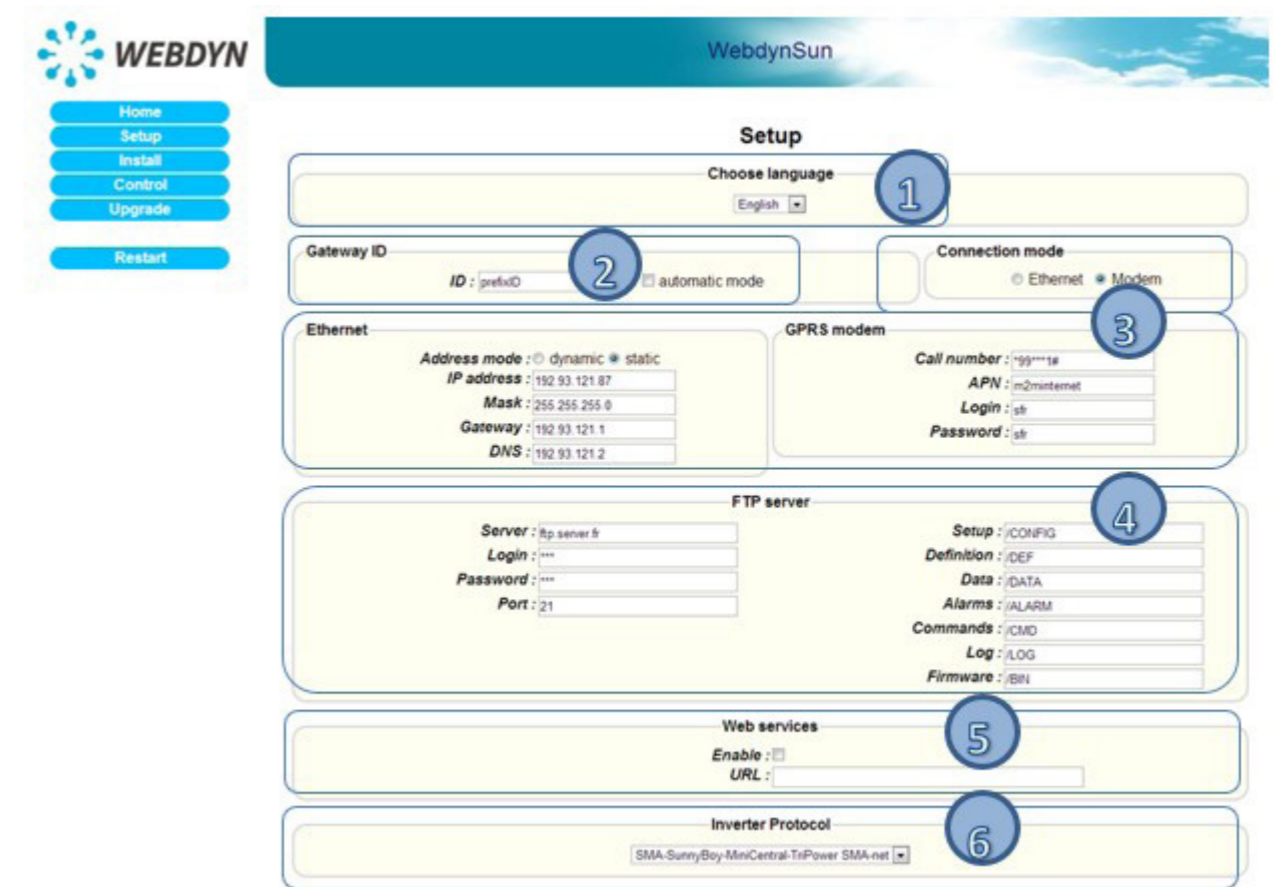 WEBDYN
WebdynSun
Home
Setup
Install
Control
Upgrade
Restart
Setup
Choose language
English
1
Gateway ID
ID : prefixID
automatic mode
2
Connection mode
Ethernet Modem
3
Ethernet
Address mode : dynamic static
IP address : 192.93.121.87
Mask : 255.255.255.0
Gateway : 192.93.121.1
DNS : 192.93.121.2
GPRS modem
Call number : *99***1#
APN : m2minternet
Login : sfr
Password : sfr
FTP server
4
Server : ftp.server.fr
Login : ***
Password : ***
Port : 21
Setup : /CONFIG
Definition : /DEF
Data : /DATA
Alarms : /ALARM
Commands : /CMD
Log : /LOG
Firmware : /BIN
Web services
5
Enable :
URL :
Inverter Protocol
6
SMA-SunnyBoy-MiniCentral-TriPower SMA-net